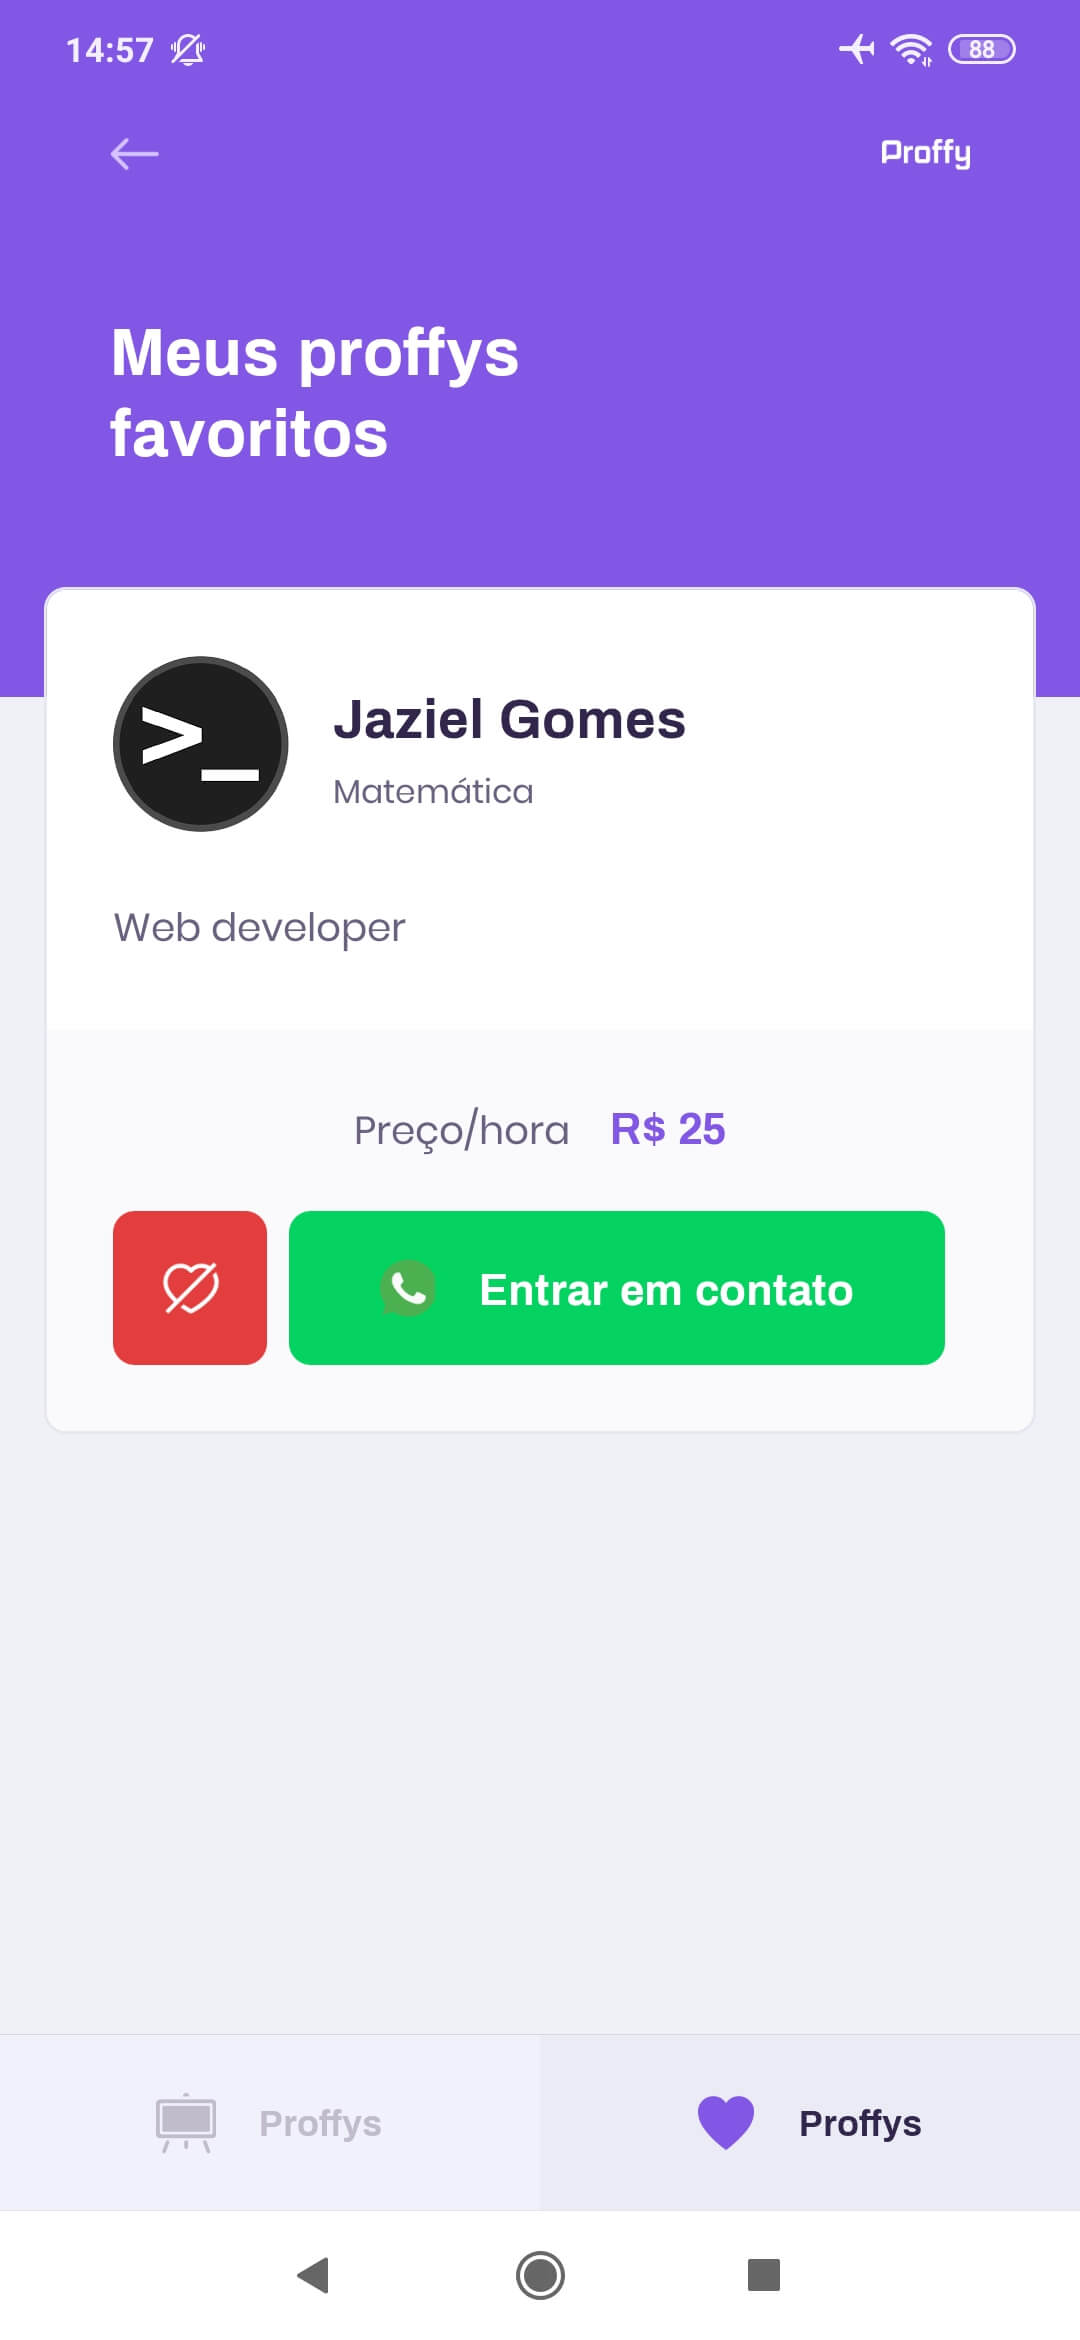 14:57
88
Proffy
Meus proffys
favoritos
>_
Jaziel Gomes
Matemática
Web developer
Preço/hora R$ 25
Entrar em contato
Proffys
Proffys